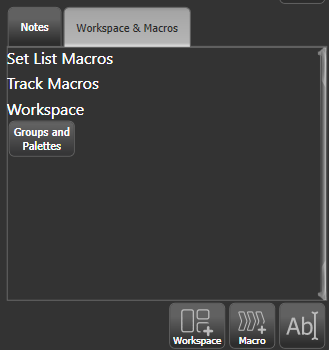 Notes
Workspace & Macros
Set List Macros
Track Macros
Workspace
Groups and
Palettes
Workspace
Macro
Ab